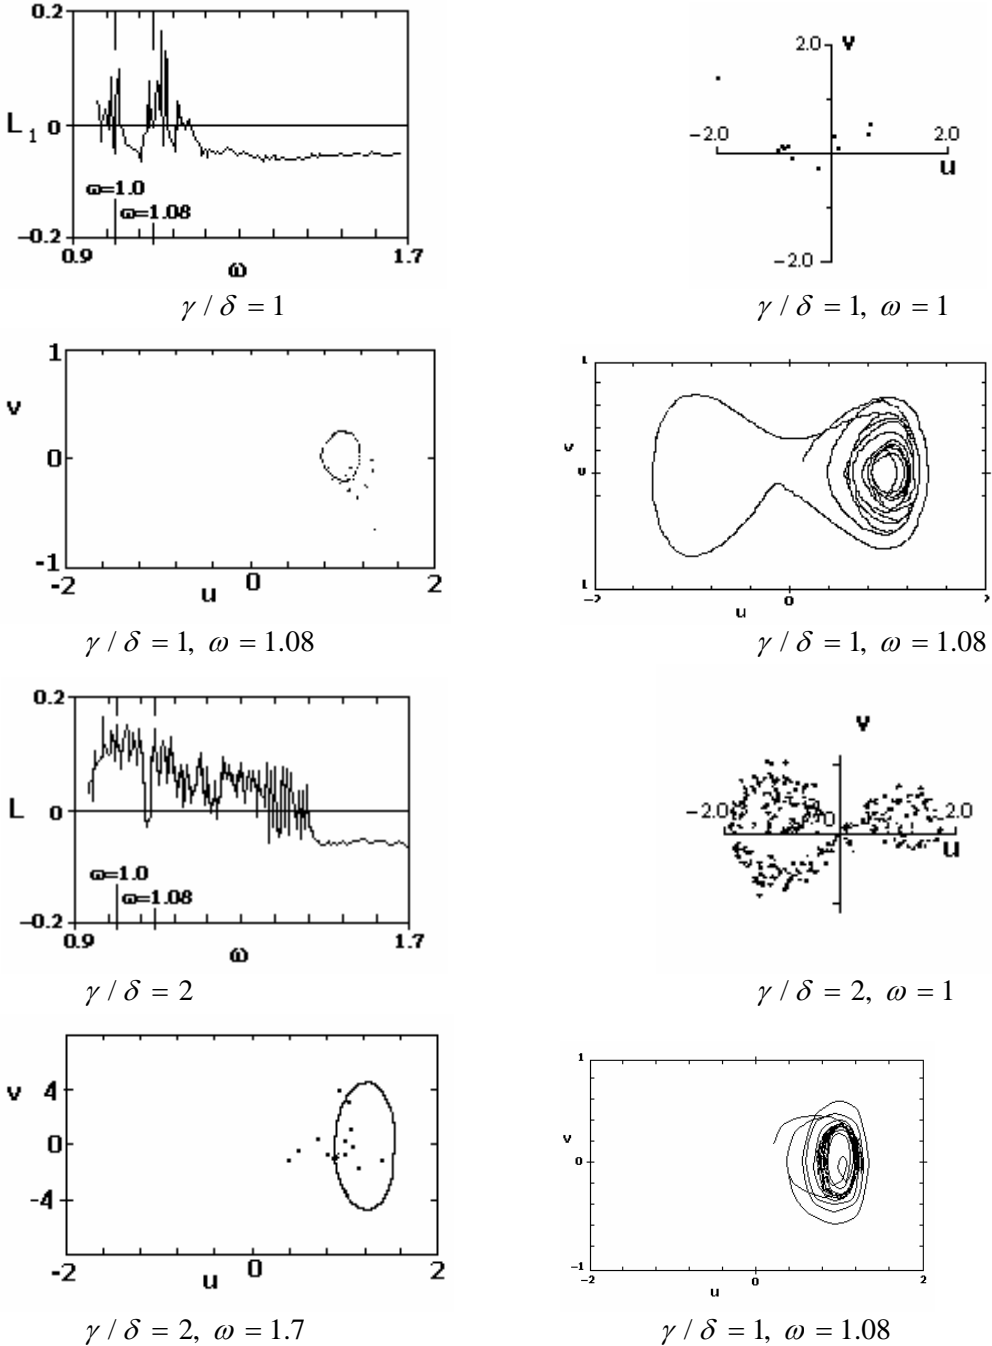 0.2
L1 0
ω=1.0
ω=1.08
−0.2
0.9 1.7
ω
γ / δ = 1
2.0 v
−2.0 2.0
u
−2.0
γ / δ = 1, ω = 1
1
v
0
-1
-2 u 0 2
γ / δ = 1, ω = 1.08
v
0
u
γ / δ = 1, ω = 1.08
0.2
L 0
ω=1.0
ω=1.08
−0.2
0.9 1.7
ω
γ / δ = 2
v
−2.0 0 2.0
u
γ / δ = 2, ω = 1
v 4
0
-4
-2 u 0 2
γ / δ = 2, ω = 1.7
1
v
0
−1
−2 0 2
u
γ / δ = 1, ω = 1.08